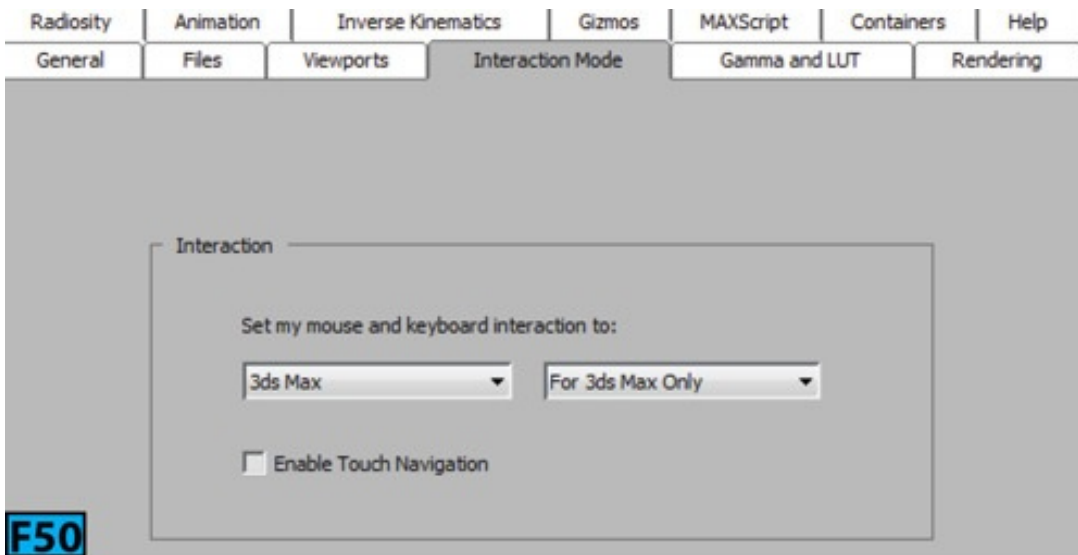 Radiosity Animation Inverse Kinematics Gizmos MAXScript Containers Help
General Files Viewports Interaction Mode Gamma and LUT Rendering
Interaction
Set my mouse and keyboard interaction to:
3ds Max For 3ds Max Only
Enable Touch Navigation
F50